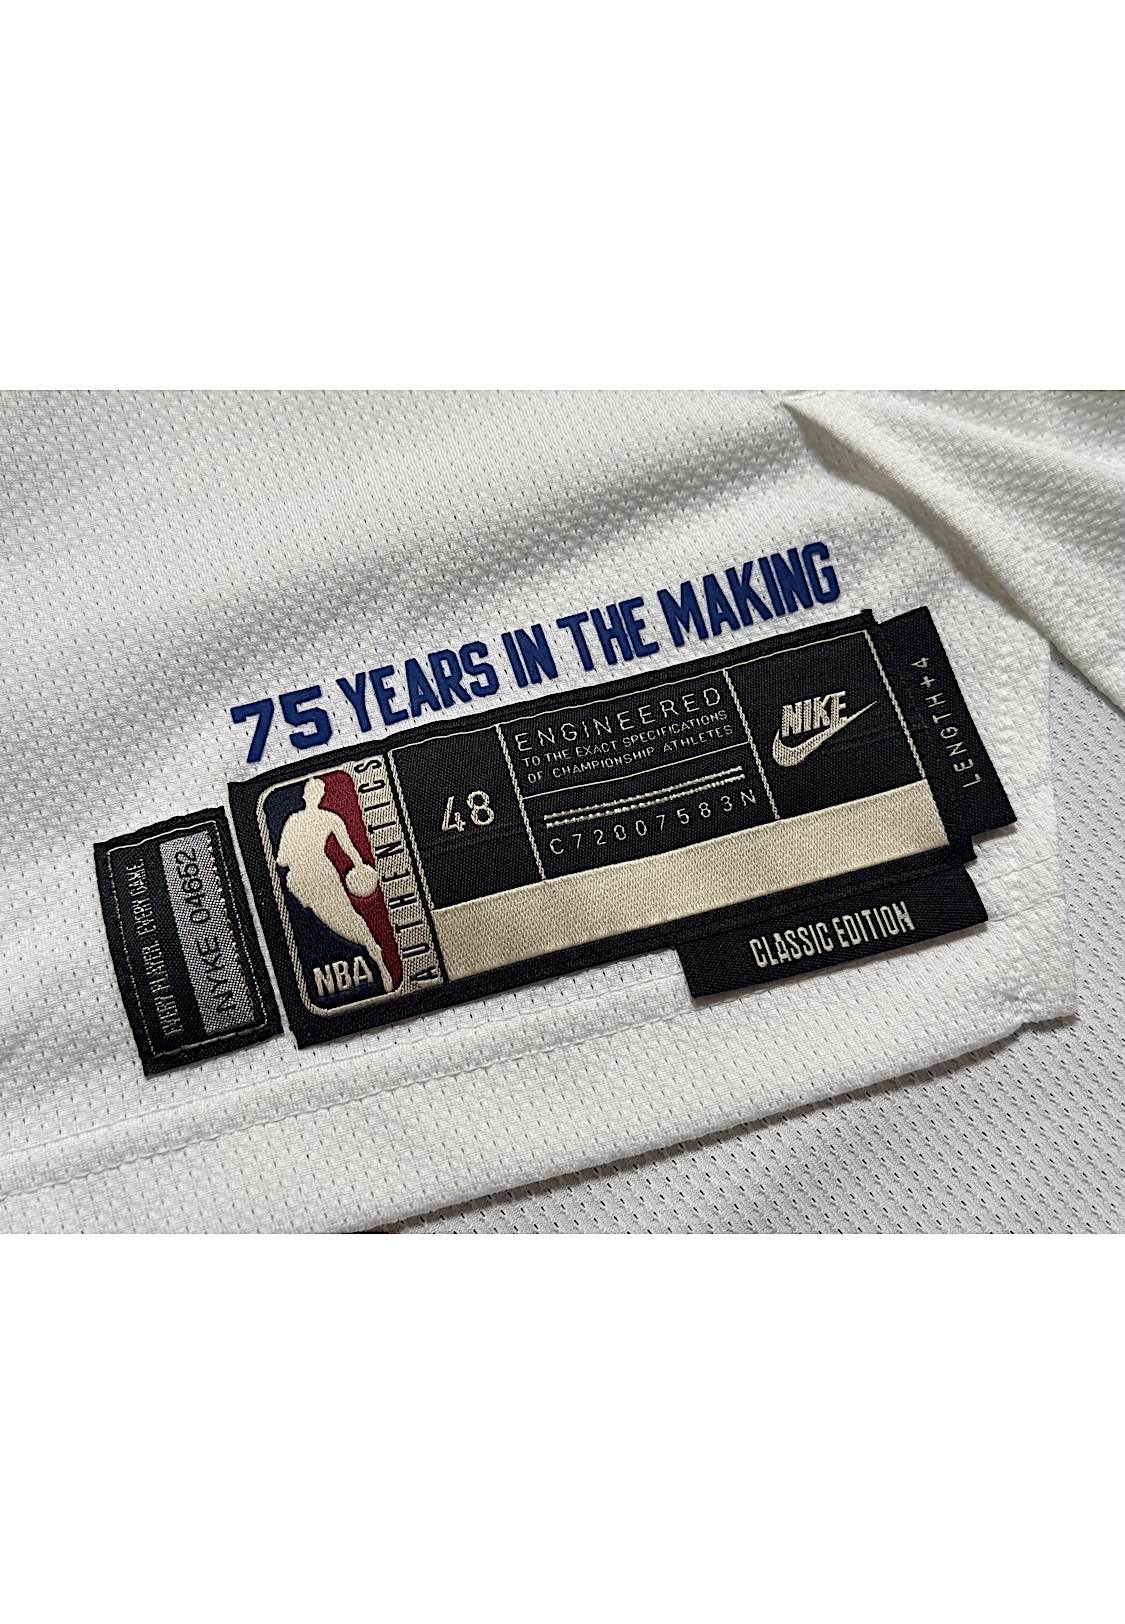 75 YEARS IN THE MAKING
EVERY PLAYER. EVERY GAME.
NYKE 04652
NBA
AUTHENTICS
48
ENGINEERED
TO THE EXACT SPECIFICATIONS
OF CHAMPIONSHIP ATHLETES
C72007583N
NIKE
LENGTH +4
CLASSIC EDITION